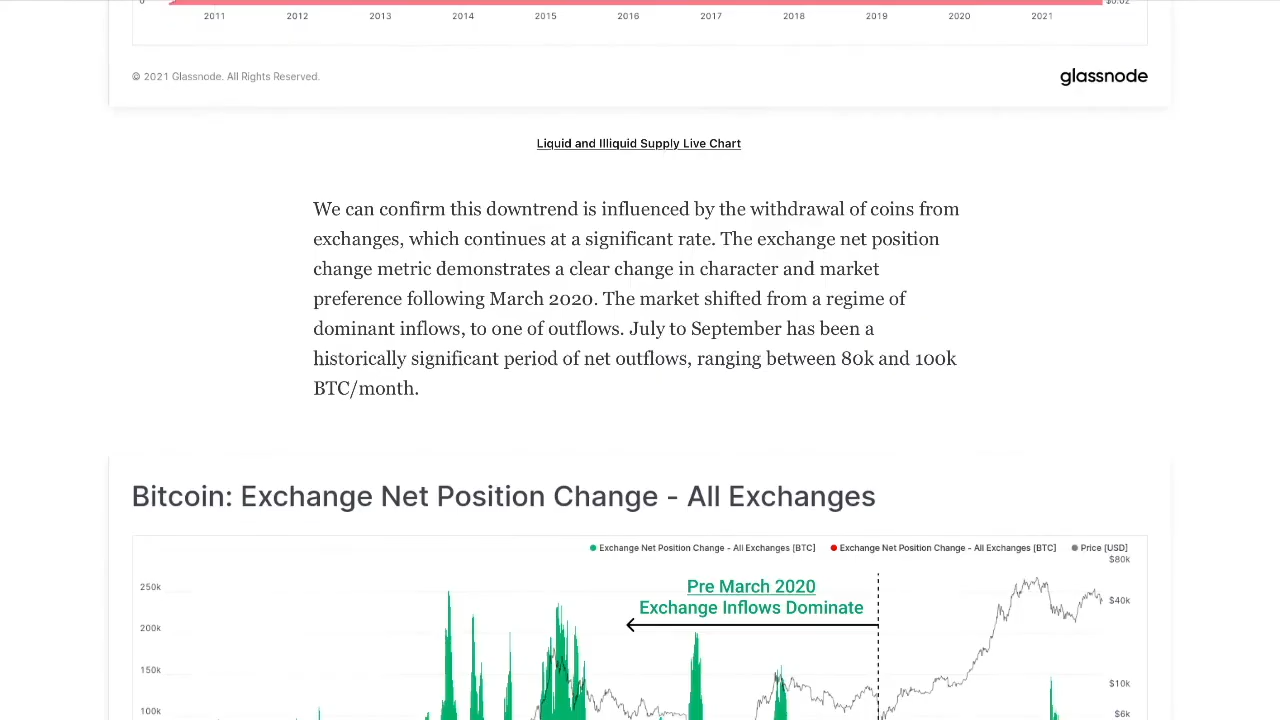 0
$0.02
2011 2012 2013 2014 2015 2016 2017 2018 2019 2020 2021
© 2021 Glassnode. All Rights Reserved.
glassnode
Liquid and Illiquid Supply Live Chart
We can confirm this downtrend is influenced by the withdrawal of coins from
exchanges, which continues at a significant rate. The exchange net position
change metric demonstrates a clear change in character and market
preference following March 2020. The market shifted from a regime of
dominant inflows, to one of outflows. July to September has been a
historically significant period of net outflows, ranging between 80k and 100k
BTC/month.
Bitcoin: Exchange Net Position Change - All Exchanges
Exchange Net Position Change - All Exchanges [BTC] Exchange Net Position Change - All Exchanges [BTC] Price [USD]
$80k
250k
Pre March 2020
Exchange Inflows Dominate
$40k
200k
150k
$10k
100k
$6k